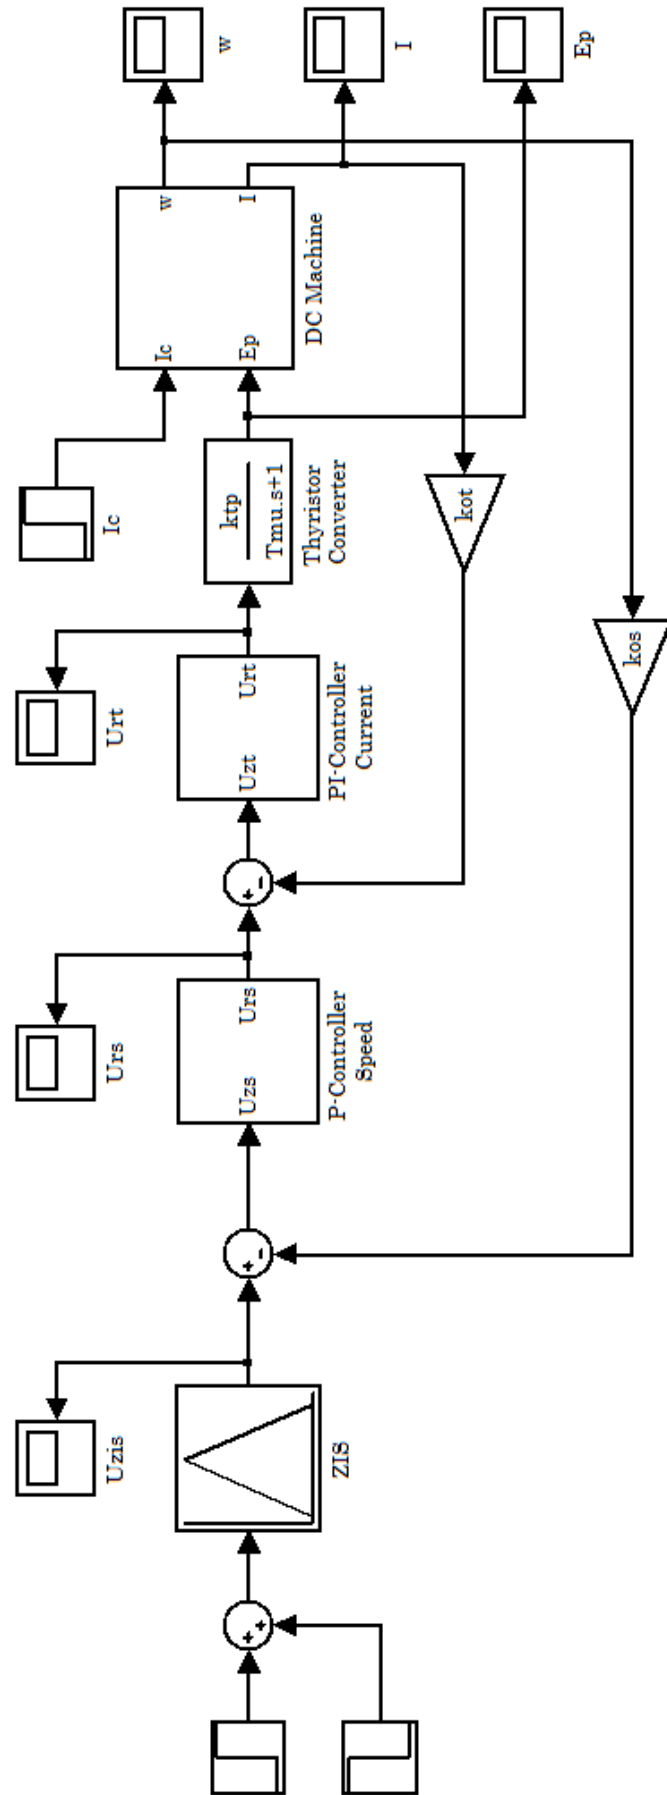 Uzis
ZIS
+
+
+
-
Urs
Uzs
Urs
P-Controller
Speed
+
-
Urt
Uzt
Urt
PI-Controller
Current
Ic
ktp
Tmu.s+1
Thyristor
Converter
Ic
Ep
w
I
DC Machine
kot
kos
w
I
Ep